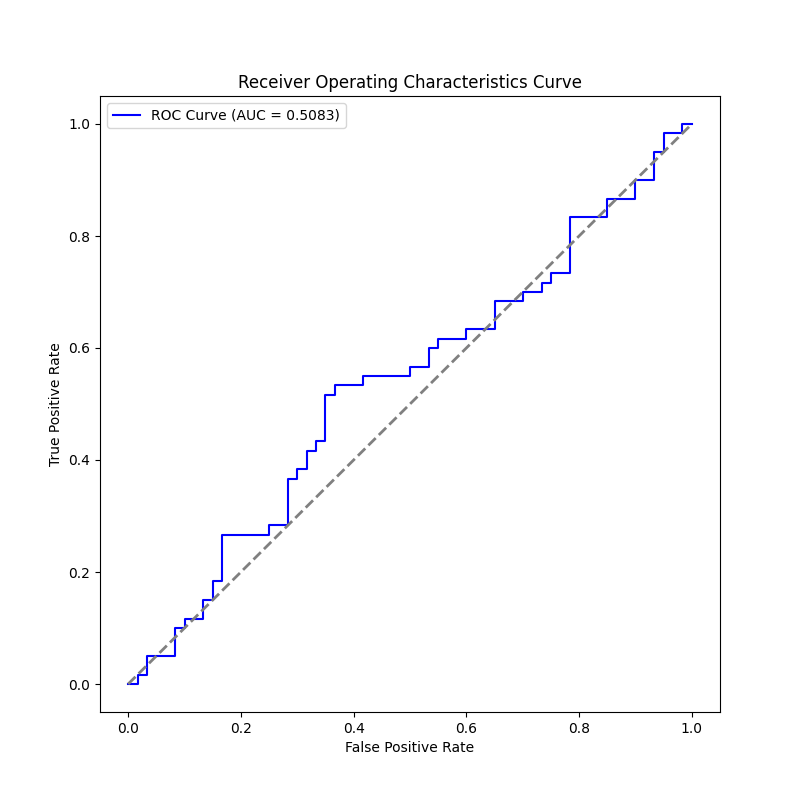 Receiver Operating Characteristics Curve
ROC Curve (AUC = 0.5083)
1.0
0.8
0.6
0.4
0.2
0.0
True Positive Rate
0.0 0.2 0.4 0.6 0.8 1.0
False Positive Rate